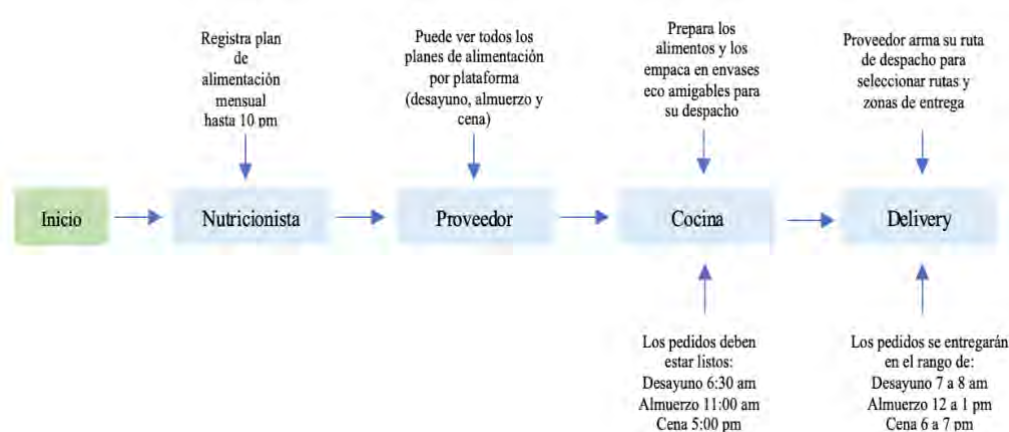 Registra plan
de
alimentación
mensual
hasta 10 pm
Puede ver todos los
planes de alimentación
por plataforma
(desayuno, almuerzo y
cena)
Prepara los
alimentos y los
empaca en envases
eco amigables para
su despacho
Proveedor arma su ruta
de despacho para
seleccionar rutas y
zonas de entrega
Inicio
Nutricionista
Proveedor
Cocina
Delivery
Los pedidos deben
estar listos:
Desayuno 6:30 am
Almuerzo 11:00 am
Cena 5:00 pm
Los pedidos se entregarán
en el rango de:
Desayuno 7 a 8 am
Almuerzo 12 a 1 pm
Cena 6 a 7 pm